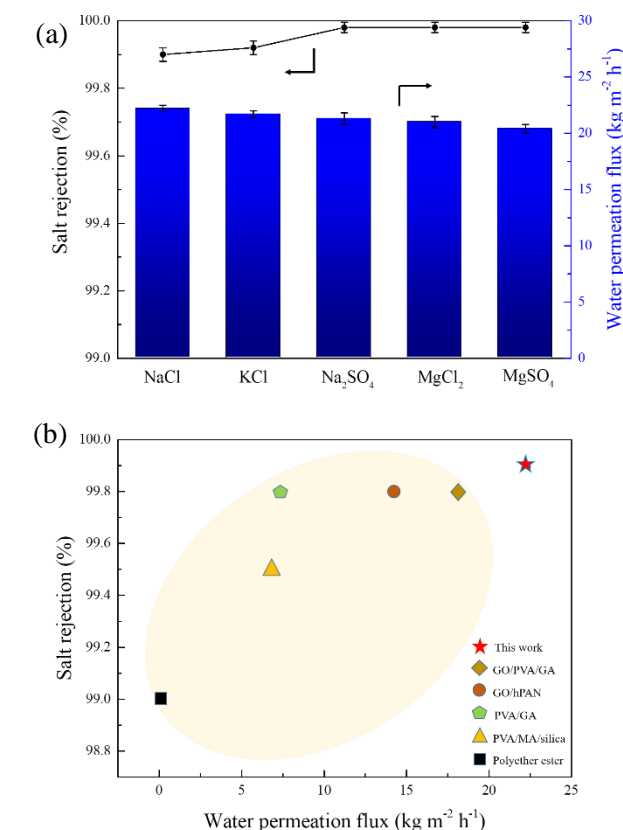 (a)
100.0
99.8
99.6
99.4
99.2
99.0
Salt rejection (%)
30
25
20
15
10
5
0
Water permeation flux (kg m⁻² h⁻¹)
NaCl KCl Na₂SO₄ MgCl₂ MgSO₄
(b)
100.0
99.8
99.6
99.4
99.2
99.0
98.8
Salt rejection (%)
This work
GO/PVA/GA
GO/hPAN
PVA/GA
PVA/MA/silica
Polyether ester
0 5 10 15 20 25
Water permeation flux (kg m⁻² h⁻¹)